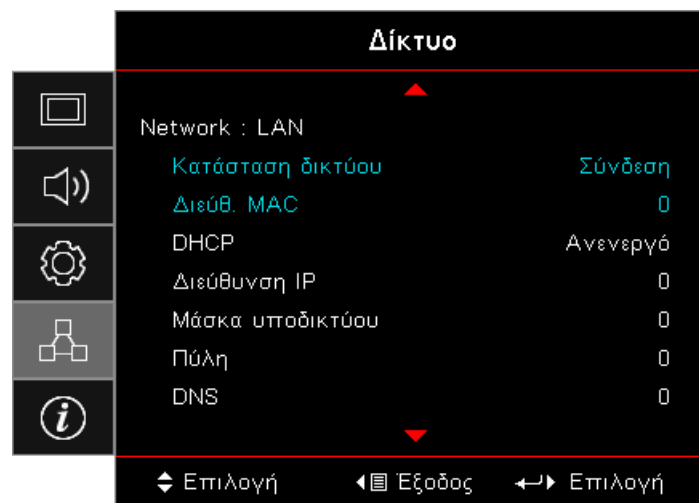 Δίκτυο
Network : LAN
Κατάσταση δικτύου Σύνδεση
Διεύθ. MAC 0
DHCP Ανενεργό
Διεύθυνση IP 0
Μάσκα υποδικτύου 0
Πύλη 0
DNS 0
Επιλογή Έξοδος Επιλογή